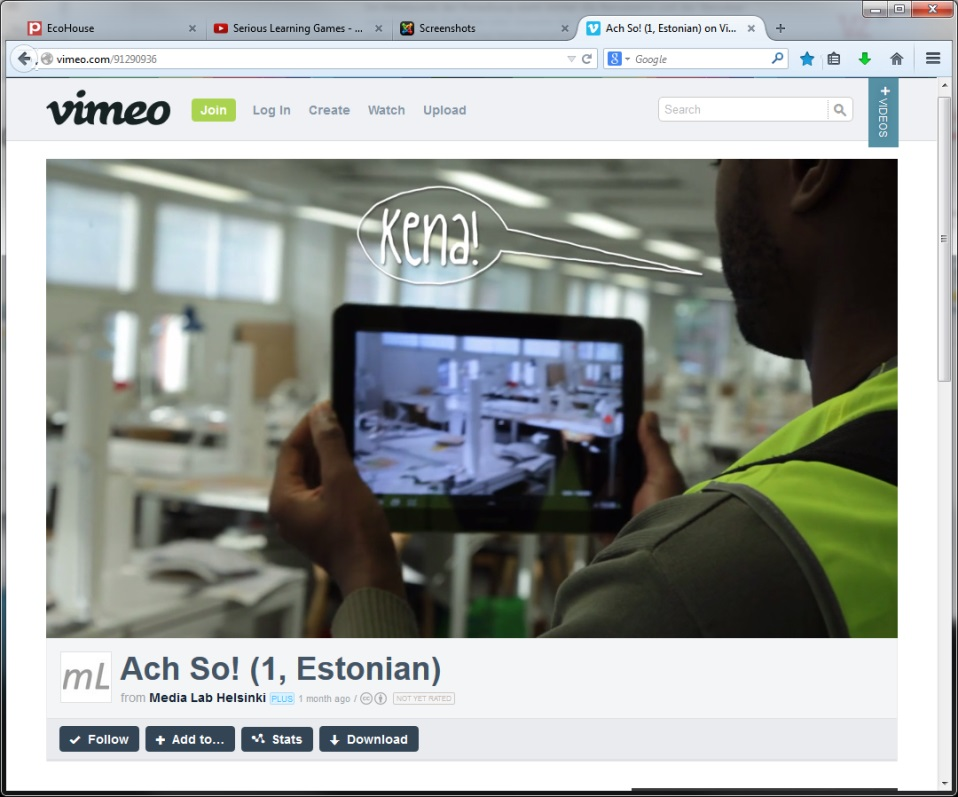 EcoHouse
Serious Learning Games - ...
Screenshots
Ach So! (1, Estonian) on Vi...
vimeo.com/91290936
Google
vimeo
Join
Log In
Create
Watch
Upload
Search
+ VIDEOS
Kena!
mL
Ach So! (1, Estonian)
from Media Lab Helsinki PLUS 1 month ago / cc NOT YET RATED
Follow
+ Add to...
Stats
Download